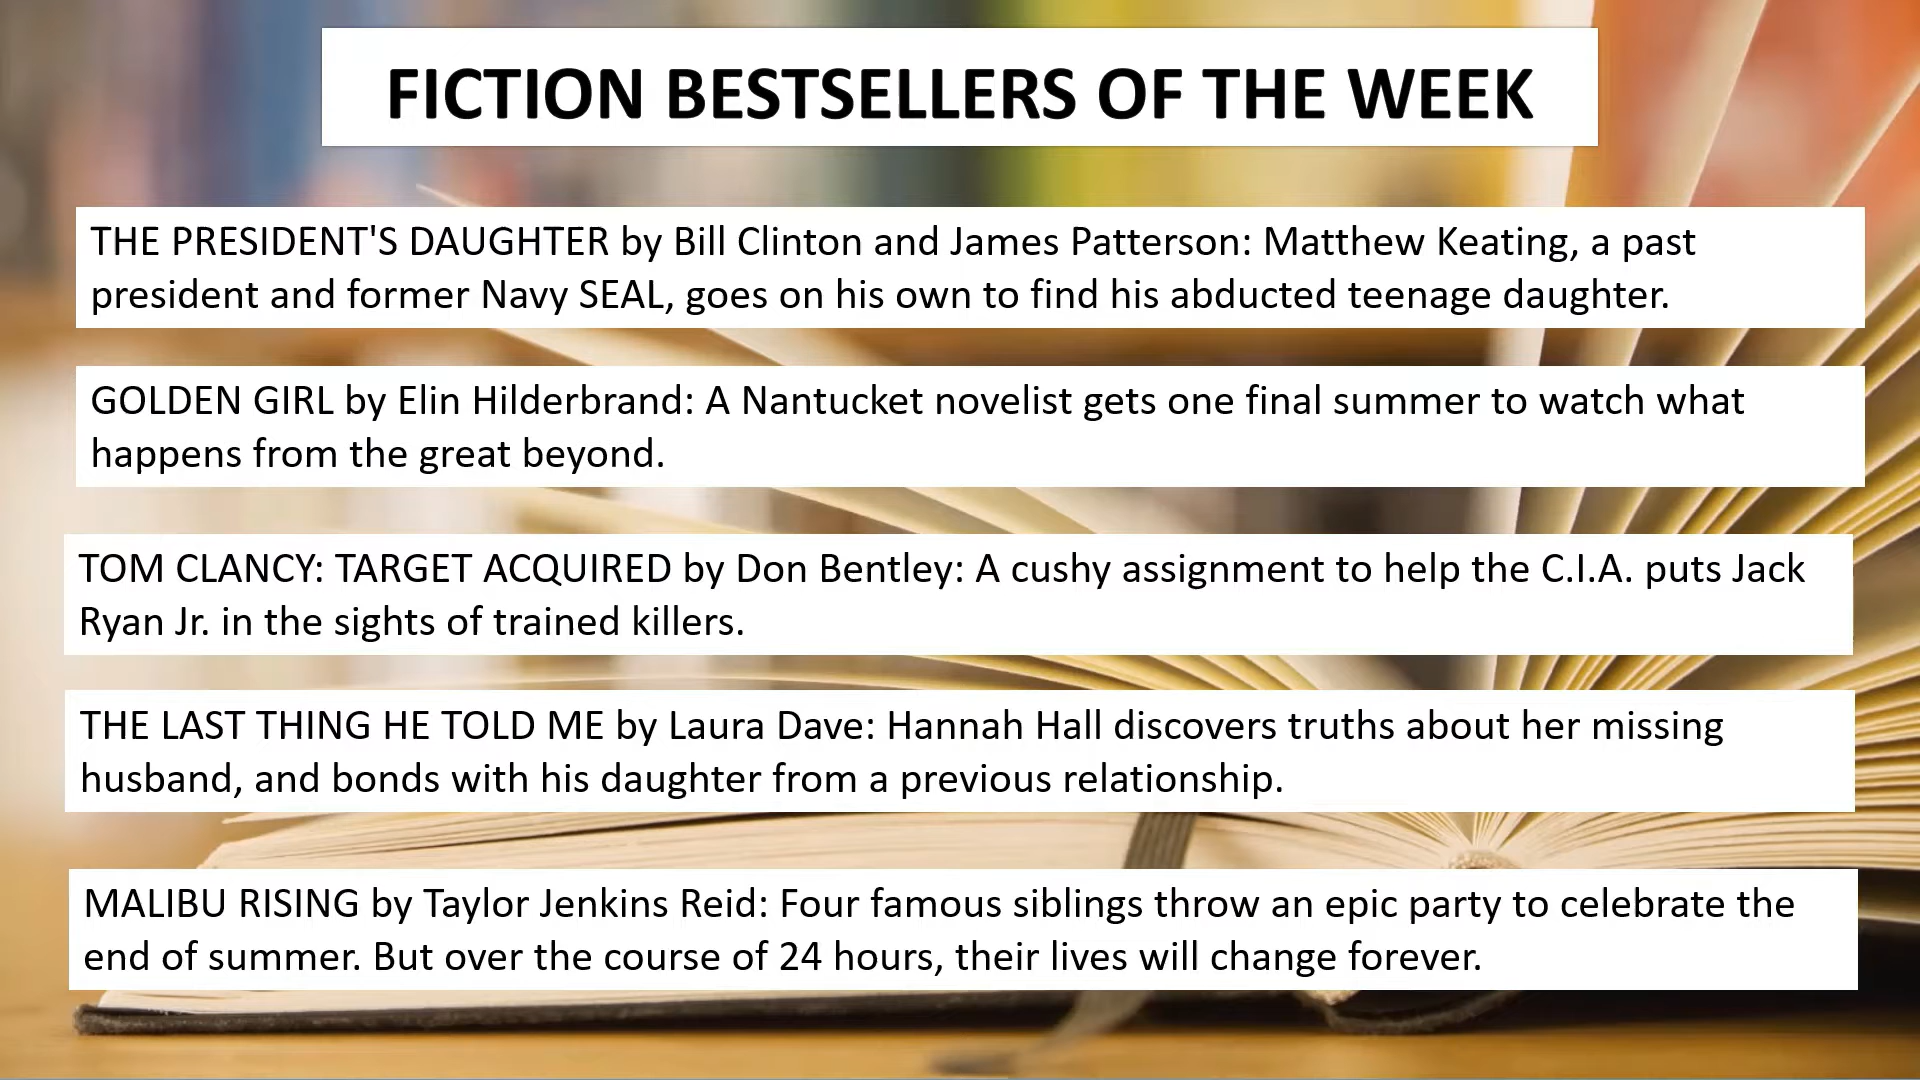 FICTION BESTSELLERS OF THE WEEK
THE PRESIDENT'S DAUGHTER by Bill Clinton and James Patterson: Matthew Keating, a past
president and former Navy SEAL, goes on his own to find his abducted teenage daughter.
GOLDEN GIRL by Elin Hilderbrand: A Nantucket novelist gets one final summer to watch what
happens from the great beyond.
TOM CLANCY: TARGET ACQUIRED by Don Bentley: A cushy assignment to help the C.I.A. puts Jack
Ryan Jr. in the sights of trained killers.
THE LAST THING HE TOLD ME by Laura Dave: Hannah Hall discovers truths about her missing
husband, and bonds with his daughter from a previous relationship.
MALIBU RISING by Taylor Jenkins Reid: Four famous siblings throw an epic party to celebrate the
end of summer. But over the course of 24 hours, their lives will change forever.